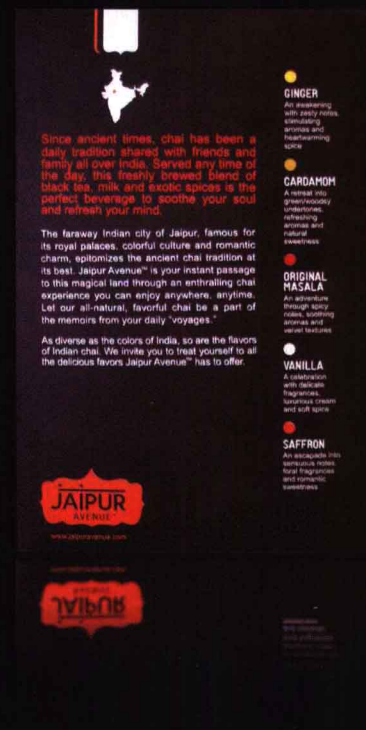 Since ancient times, chai has been a
daily tradition shared with friends and
family all over India. Served any time of
the day, this freshly brewed blend of
black tea, milk and exotic spices is the
perfect beverage to soothe your soul
and refresh your mind.
The faraway Indian city of Jaipur, famous for
its royal palaces, colorful culture and romantic
charm, epitomizes the ancient chai tradition at
its best. Jaipur Avenue™ is your instant passage
to this magical land through an enthralling chai
experience you can enjoy anywhere, anytime.
Let our all-natural, favorful chai be a part of
the memoirs from your daily "voyages."
As diverse as the colors of India, so are the flavors
of Indian chai. We invite you to treat yourself to all
the delicious favors Jaipur Avenue™ has to offer.
JAIPUR
AVENUE™
www.jaipuravenue.com
GINGER
An awakening
with zesty notes,
stimulating
aromas and
heartwarming
spice
CARDAMOM
A retreat into
green/woodsy
undertones,
refreshing
aromas and
natural
sweetness
ORIGINAL
MASALA
An adventure
through spicy
notes, soothing
aromas and
velvet textures
VANILLA
A celebration
with delicate
fragrances,
luxurious cream
and soft spice
SAFFRON
An escapade into
sensuous notes
foral fragrances
and romantic
sweetness